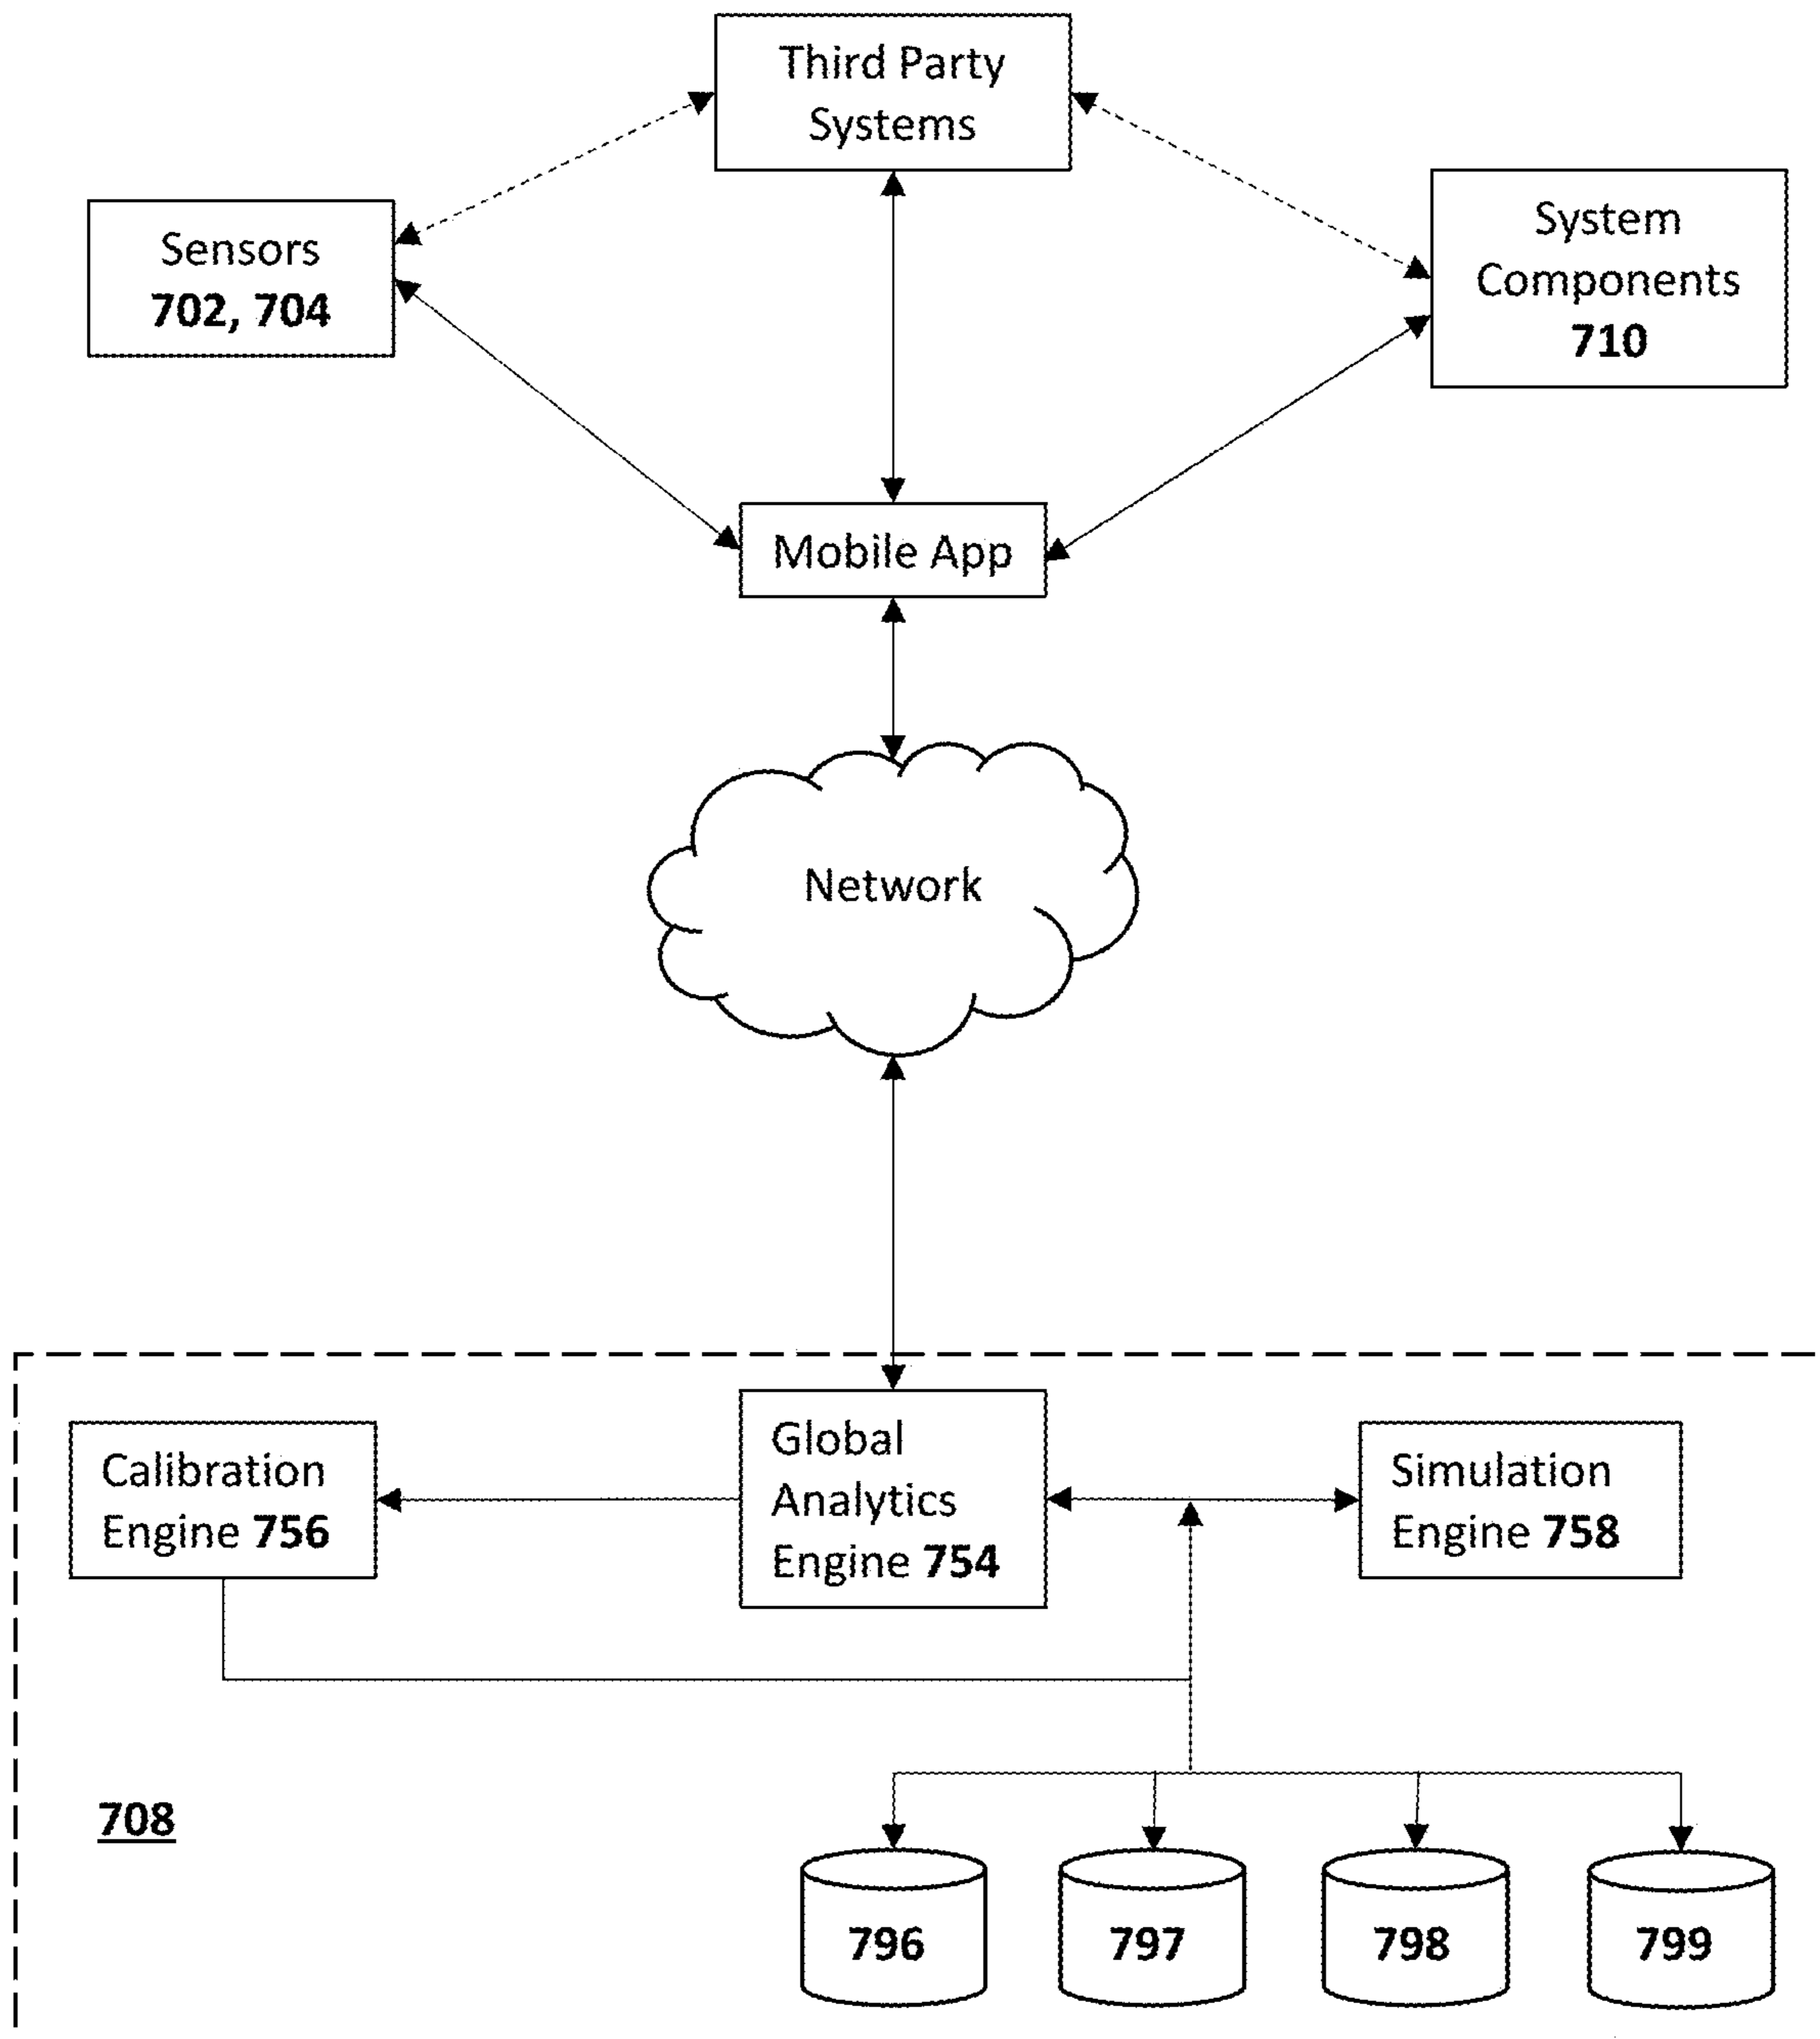 Third Party
Systems
Sensors
702, 704
System
Components
710
Mobile App
Network
Calibration
Engine 756
Global
Analytics
Engine 754
Simulation
Engine 758
708
796
797
798
799